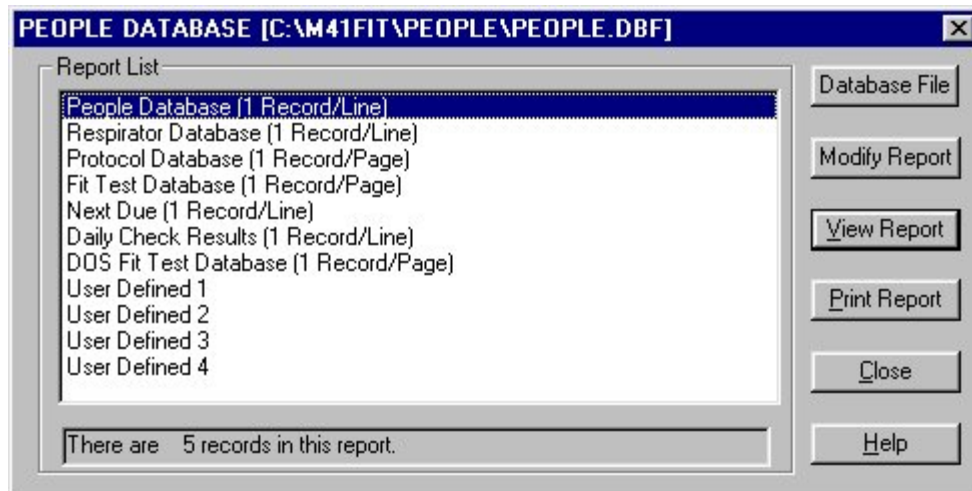 PEOPLE DATABASE [C:\M41FIT\PEOPLE\PEOPLE.DBF]
Report List
People Database (1 Record/Line)
Respirator Database (1 Record/Line)
Protocol Database (1 Record/Page)
Fit Test Database (1 Record/Page)
Next Due (1 Record/Line)
Daily Check Results (1 Record/Line)
DOS Fit Test Database (1 Record/Page)
User Defined 1
User Defined 2
User Defined 3
User Defined 4
There are    5 records in this report.
Database File
Modify Report
View Report
Print Report
Close
Help